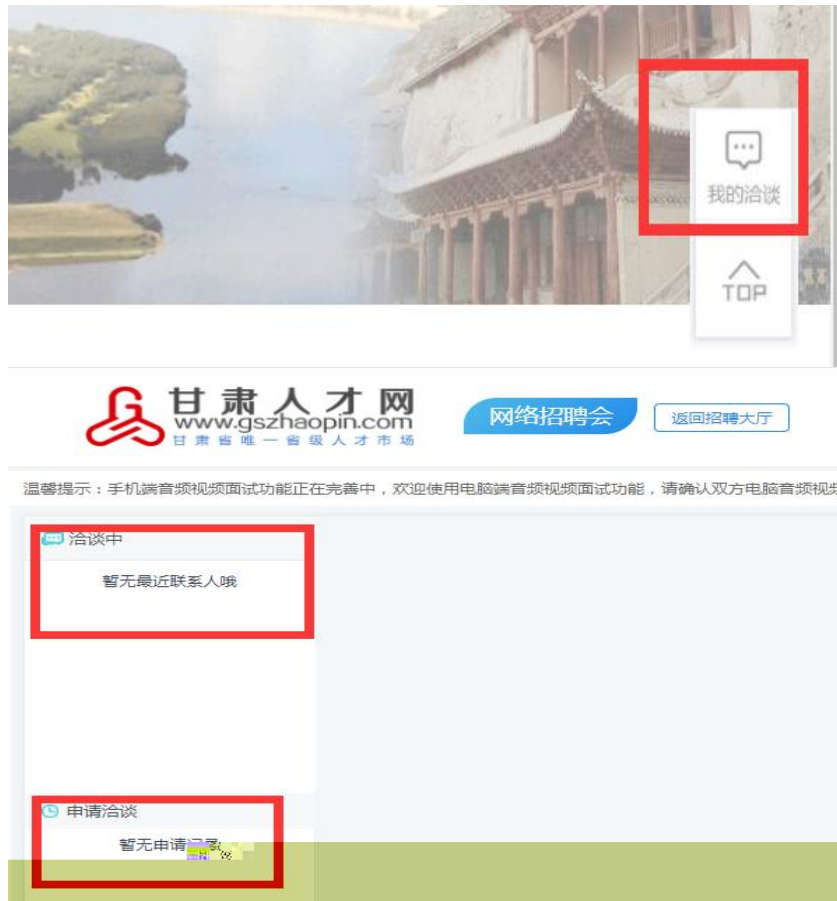 我的洽谈
TOP
甘肃人才网
www.gszhaopin.com
甘肃省唯一省级人才市场
网络招聘会
返回招聘大厅
温馨提示：手机端音频视频面试功能正在完善中，欢迎使用电脑端音频视频面试功能，请确认双方电脑音频视频
洽谈中
暂无最近联系人哦
申请洽谈
暂无申请记录